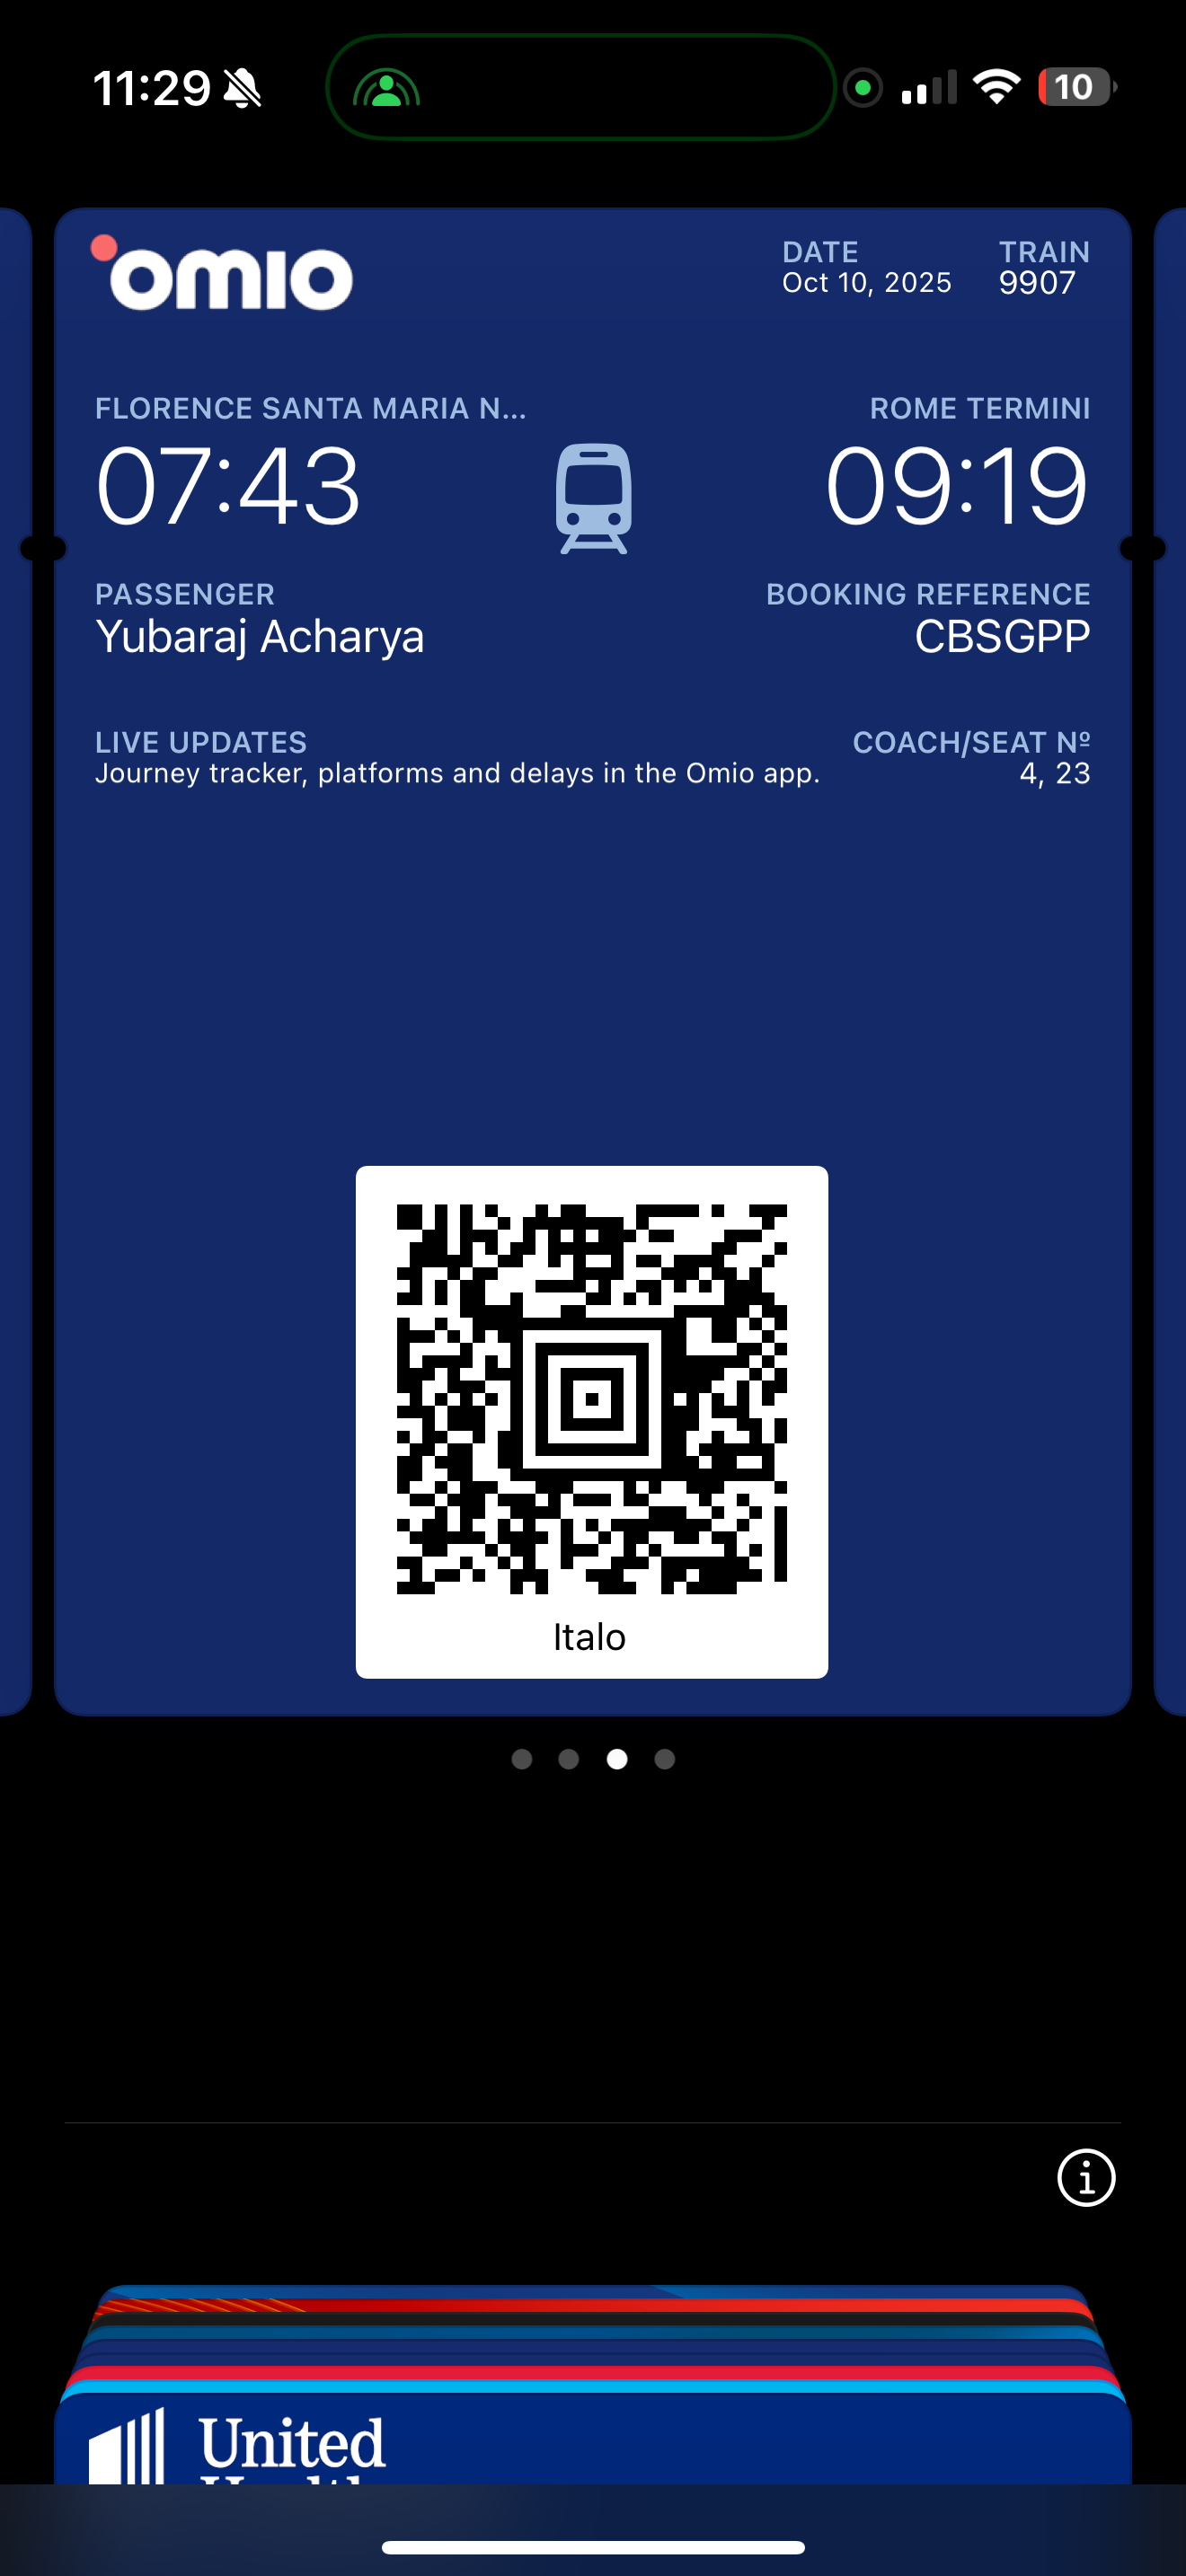 11:29
10
omio
DATE
TRAIN
Oct 10, 2025
9907
FLORENCE SANTA MARIA N...
ROME TERMINI
07:43
09:19
PASSENGER
BOOKING REFERENCE
Yubaraj Acharya
CBSGPP
LIVE UPDATES
COACH/SEAT Nº
Journey tracker, platforms and delays in the Omio app.
4, 23
Italo
United